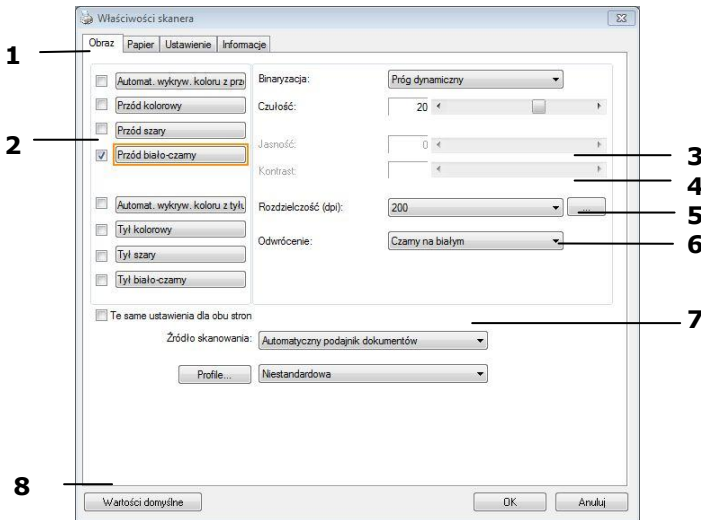 Właściwości skanera
1
Obraz Papier Ustawienie Informacje
Automat. wykryw. koloru z prz
Przód kolorowy
2
Przód szary
Przód biało-czarny
Automat. wykryw. koloru z tyłu
Tył kolorowy
Tył szary
Tył biało-czarny
Binaryzacja: Próg dynamiczny
Czułość: 20
Jasność: 0
3
Kontrast:
4
Rozdzielczość (dpi): 200 ...
5
Odwrócenie: Czarny na białym
6
Te same ustawienia dla obu stron
7
Źródło skanowania: Automatyczny podajnik dokumentów
Profile... Niestandardowa
8
Wartości domyślne OK Anuluj